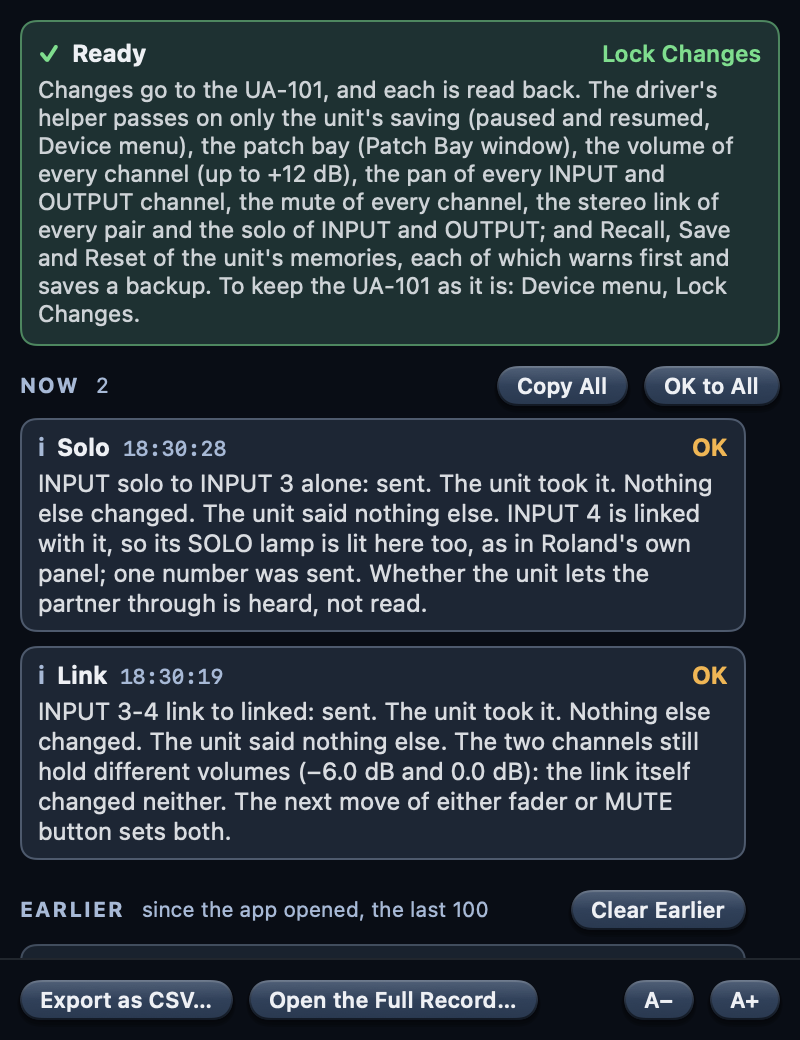 ✓ Ready Lock Changes
Changes go to the UA-101, and each is read back. The driver's
helper passes on only the unit's saving (paused and resumed,
Device menu), the patch bay (Patch Bay window), the volume of
every channel (up to +12 dB), the pan of every INPUT and
OUTPUT channel, the mute of every channel, the stereo link of
every pair and the solo of INPUT and OUTPUT; and Recall, Save
and Reset of the unit's memories, each of which warns first and
saves a backup. To keep the UA-101 as it is: Device menu, Lock
Changes.
NOW 2 Copy All OK to All
i Solo 18:30:28 OK
INPUT solo to INPUT 3 alone: sent. The unit took it. Nothing
else changed. The unit said nothing else. INPUT 4 is linked
with it, so its SOLO lamp is lit here too, as in Roland's own
panel; one number was sent. Whether the unit lets the
partner through is heard, not read.
i Link 18:30:19 OK
INPUT 3-4 link to linked: sent. The unit took it. Nothing else
changed. The unit said nothing else. The two channels still
hold different volumes (−6.0 dB and 0.0 dB): the link itself
changed neither. The next move of either fader or MUTE
button sets both.
EARLIER since the app opened, the last 100 Clear Earlier
Export as CSV... Open the Full Record... A− A+